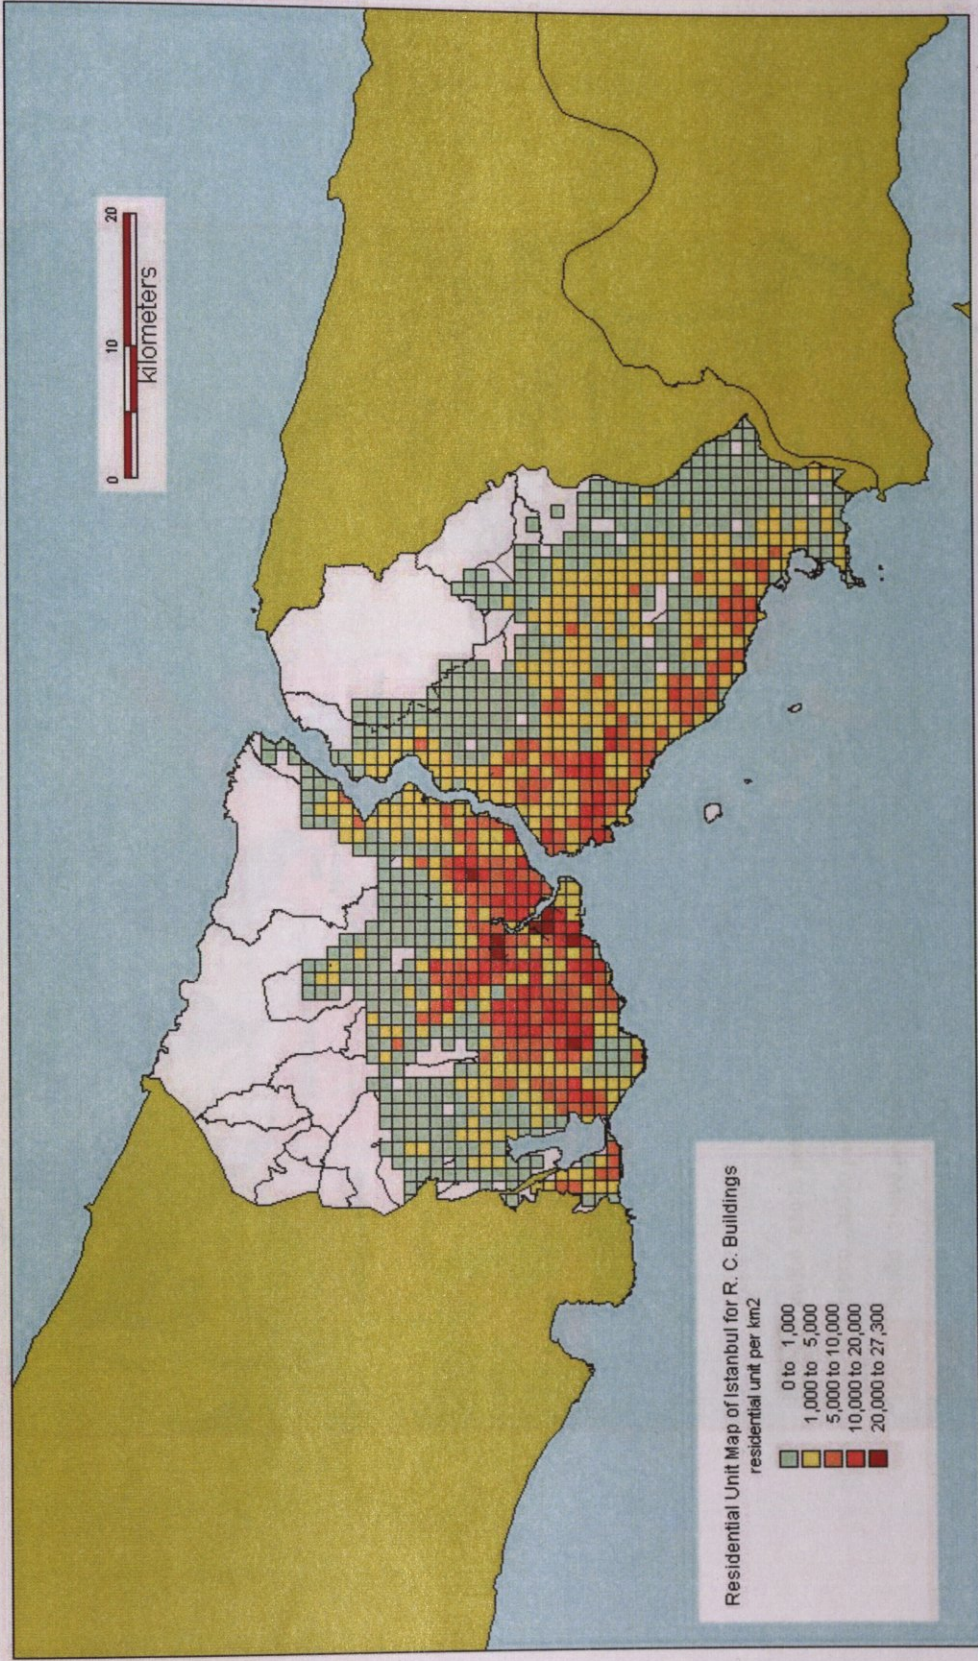 0 10 20
kilometers
Residential Unit Map of Istanbul for R. C. Buildings
residential unit per km2
0 to 1,000
1,000 to 5,000
5,000 to 10,000
10,000 to 20,000
20,000 to 27,300